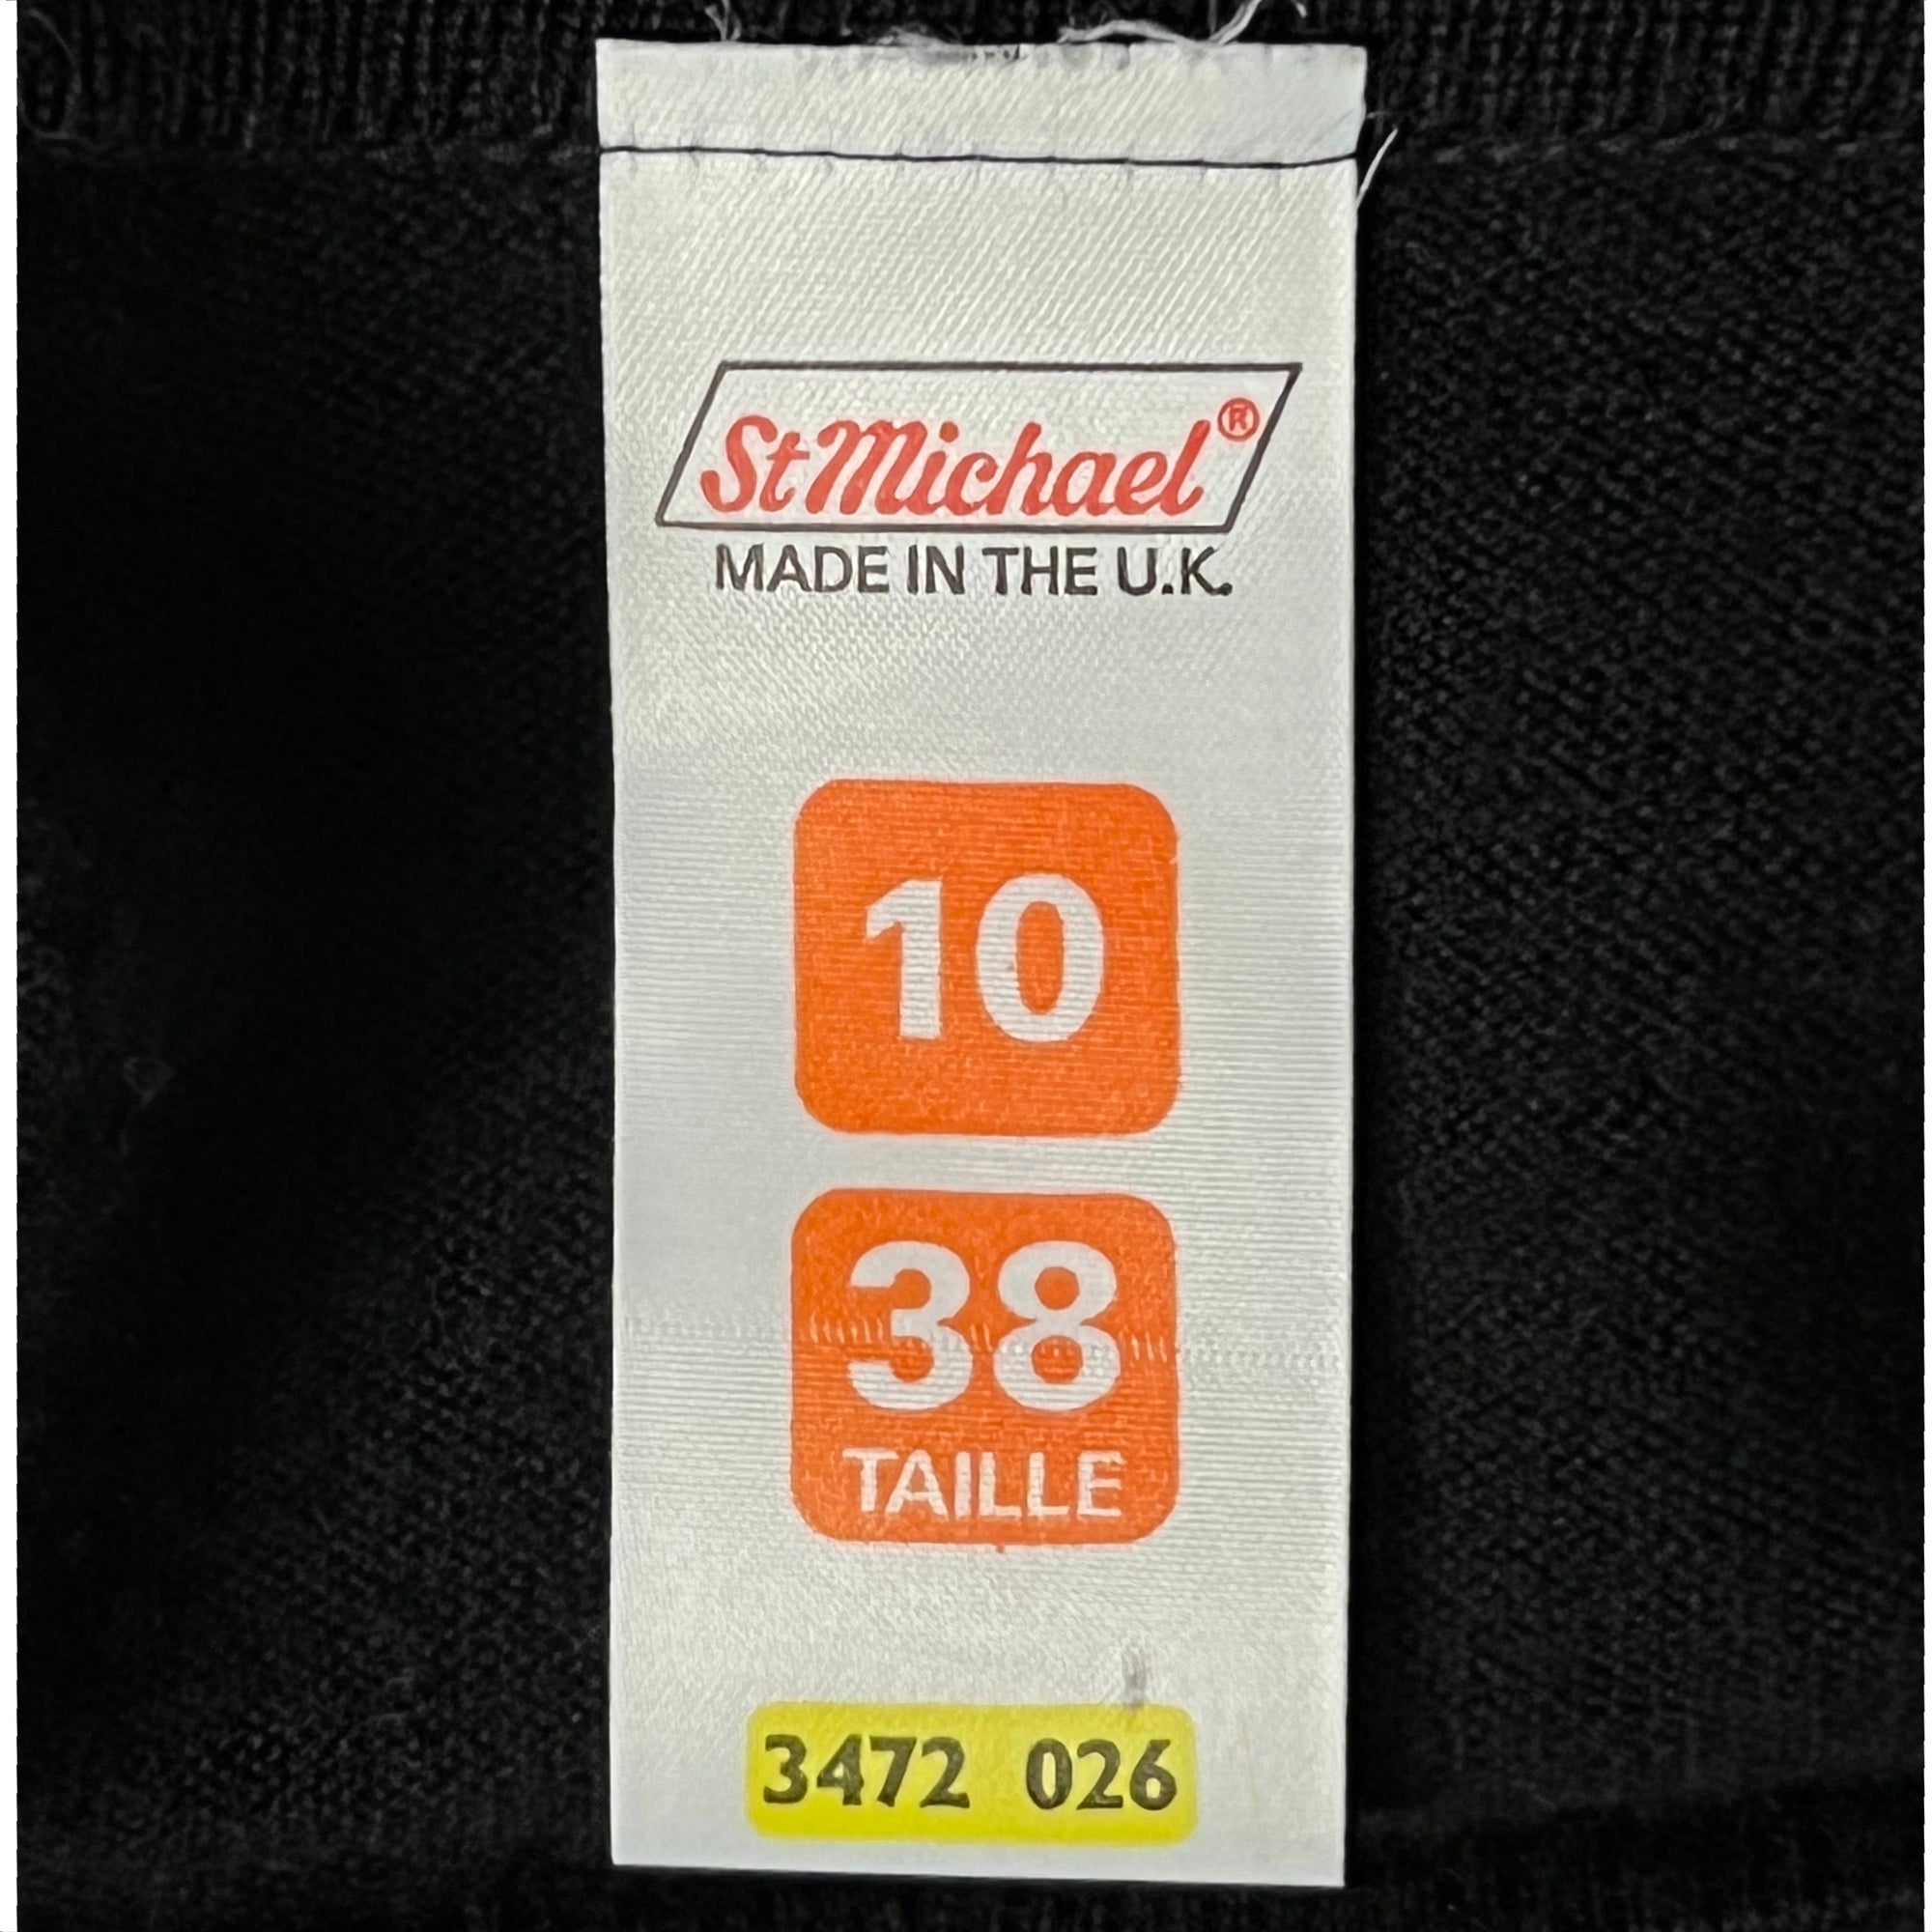 St Michael®
MADE IN THE U.K.
10
38
TAILLE
3472 026